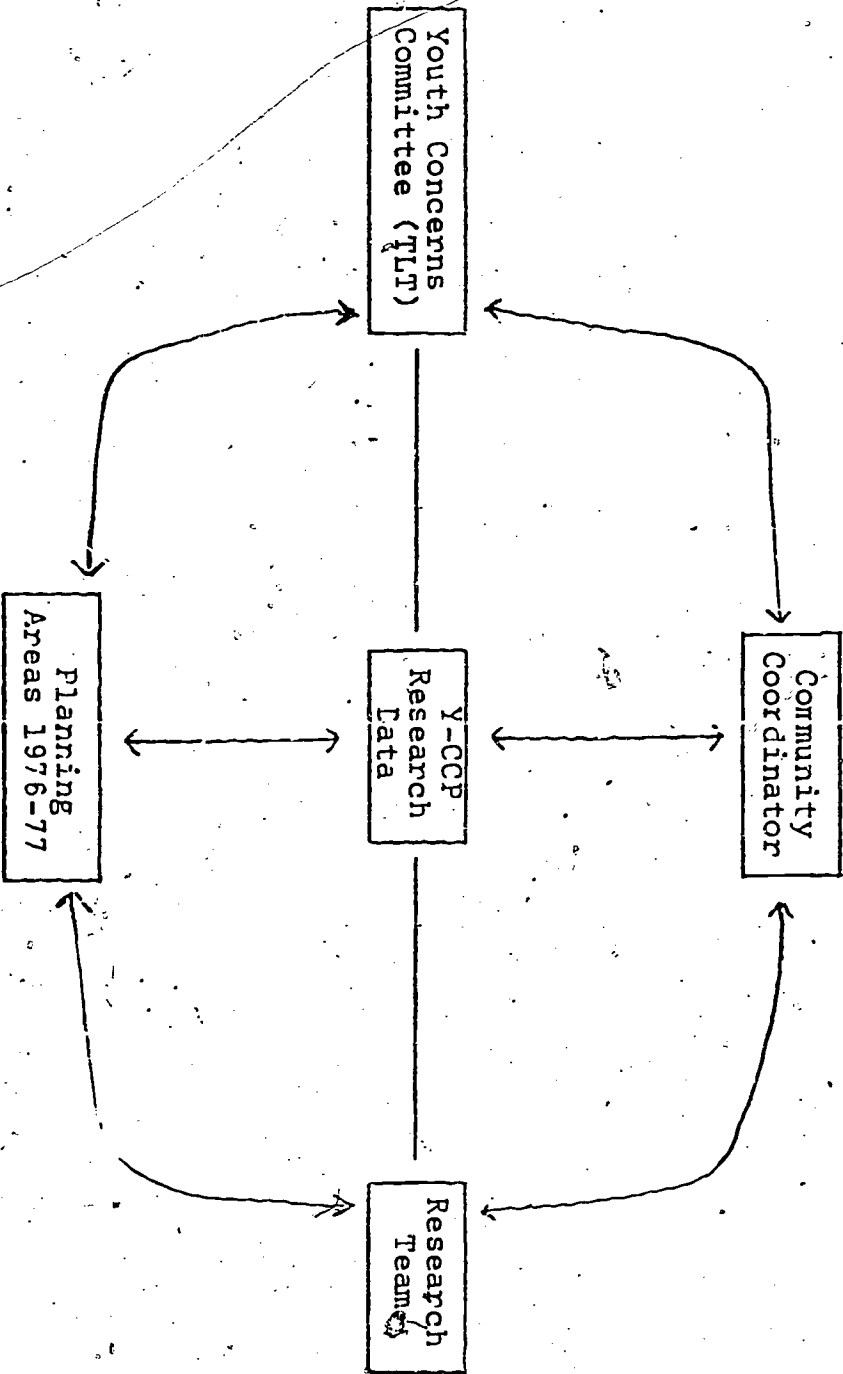 Community
Coordinator
Youth Concerns
Committee (TLT)
Y-CCP
Research
Data
Research
Team
Planning
Areas 1976-77